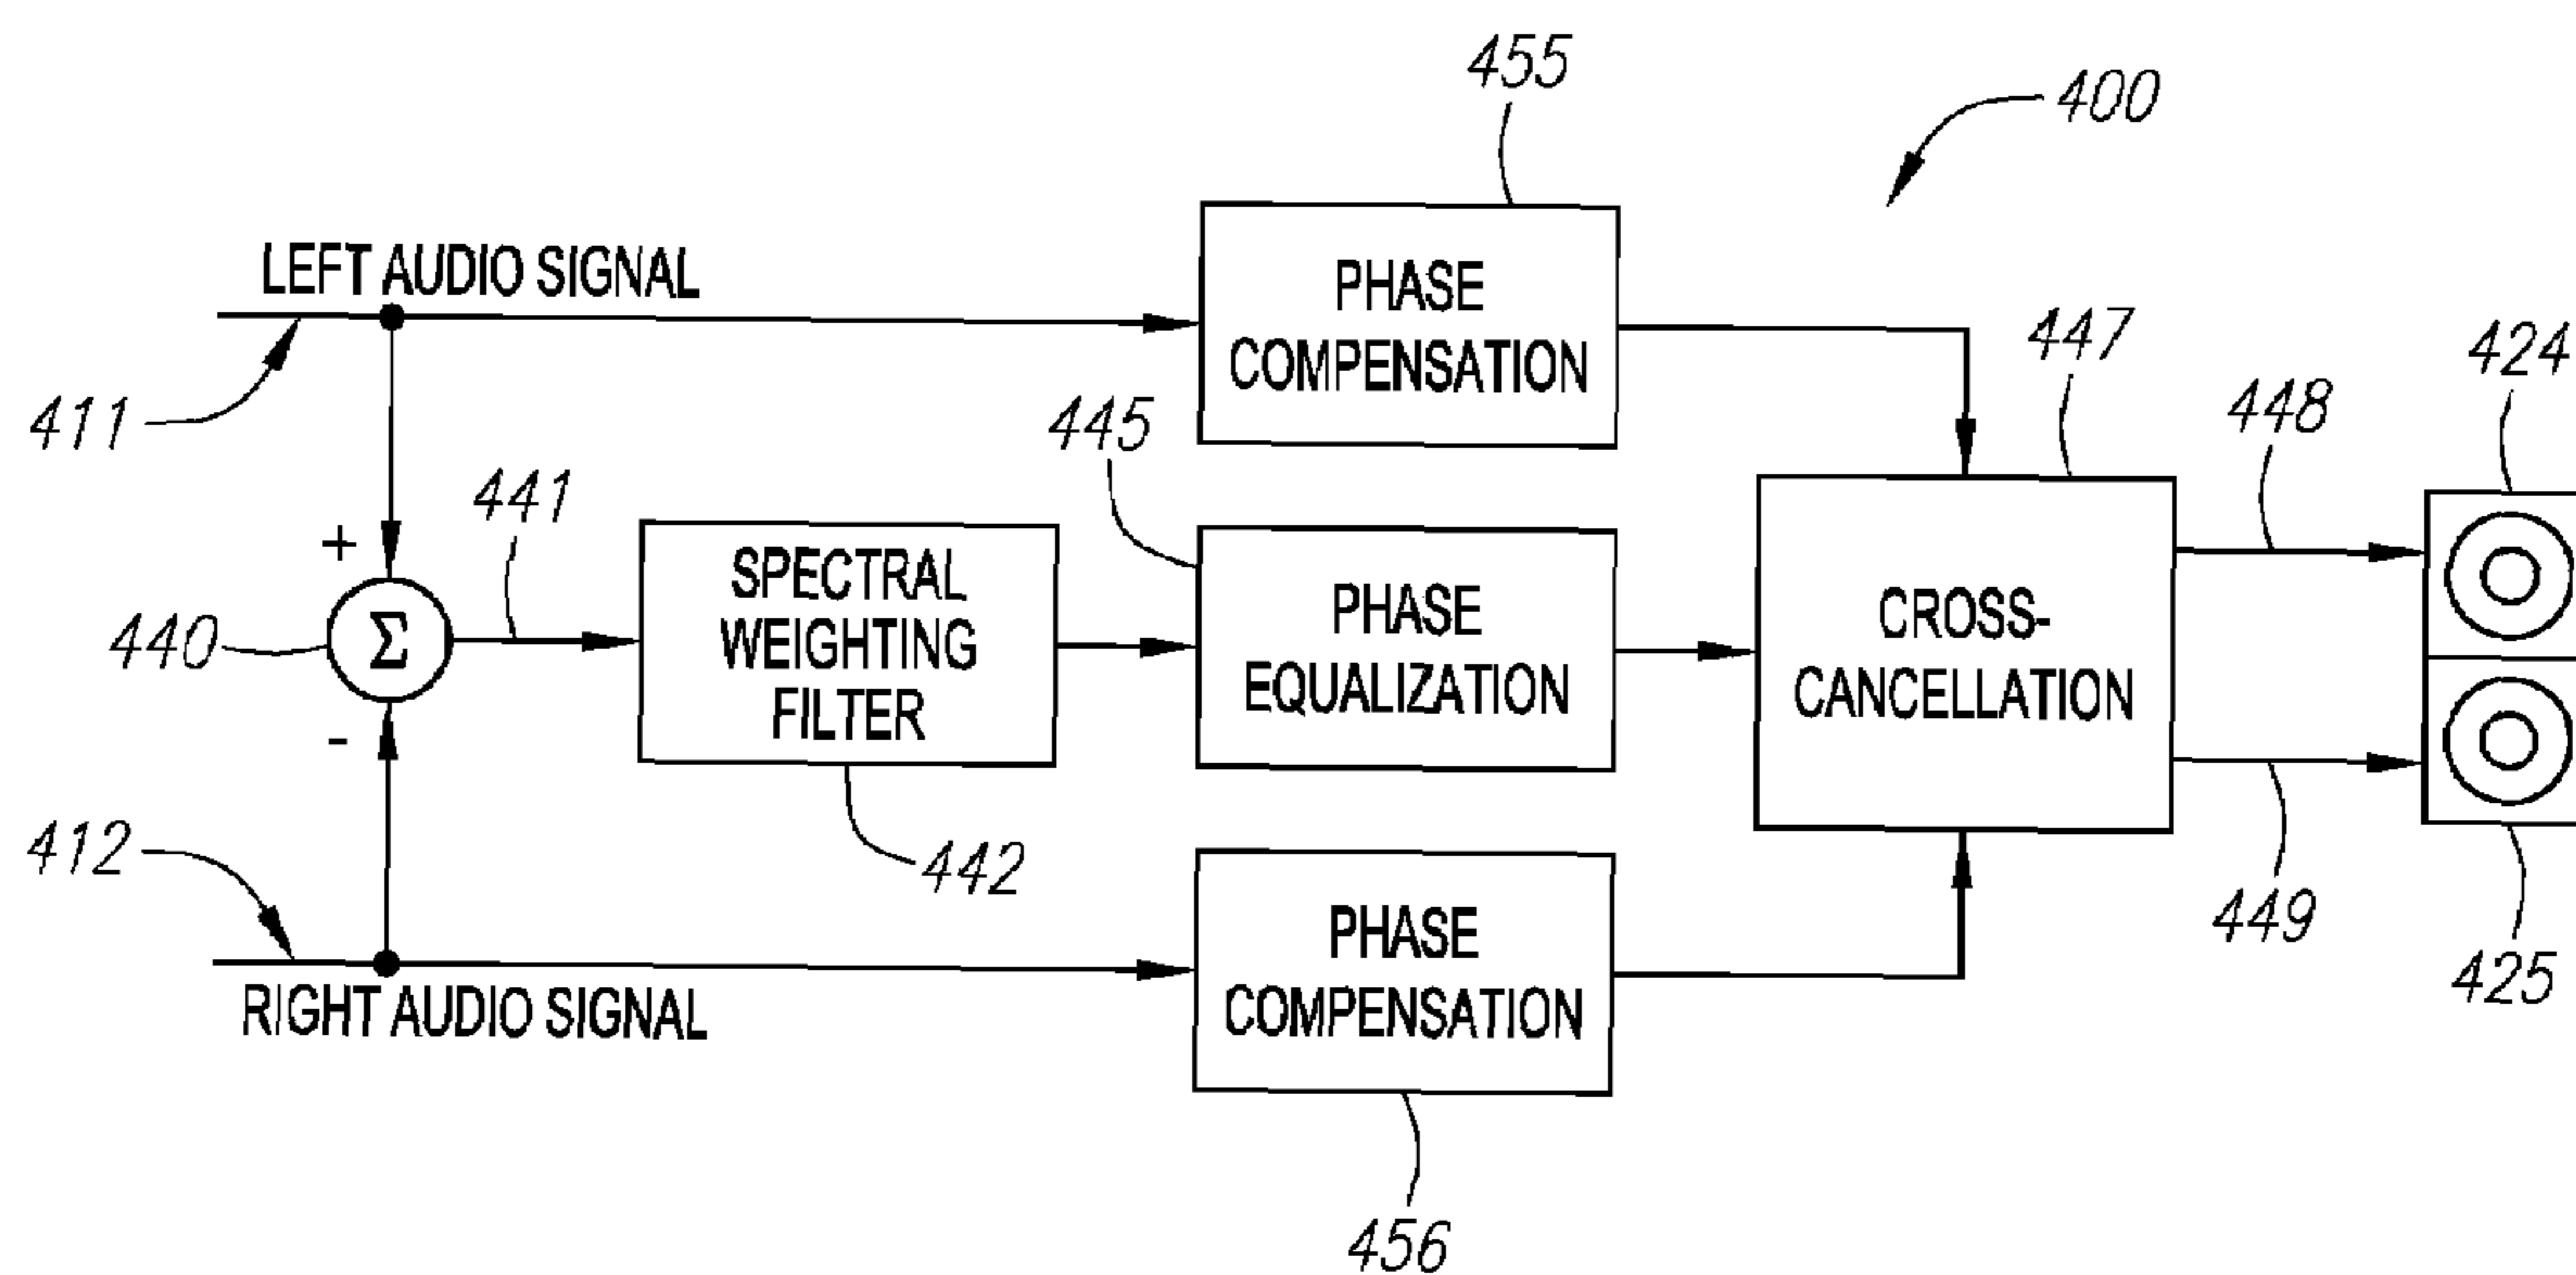 455
400
LEFT AUDIO SIGNAL
PHASE
COMPENSATION
447
424
411
445
448
441
+
SPECTRAL
WEIGHTING
FILTER
PHASE
EQUALIZATION
CROSS-
CANCELLATION
440
Σ
-
412
442
449
PHASE
COMPENSATION
425
RIGHT AUDIO SIGNAL
456